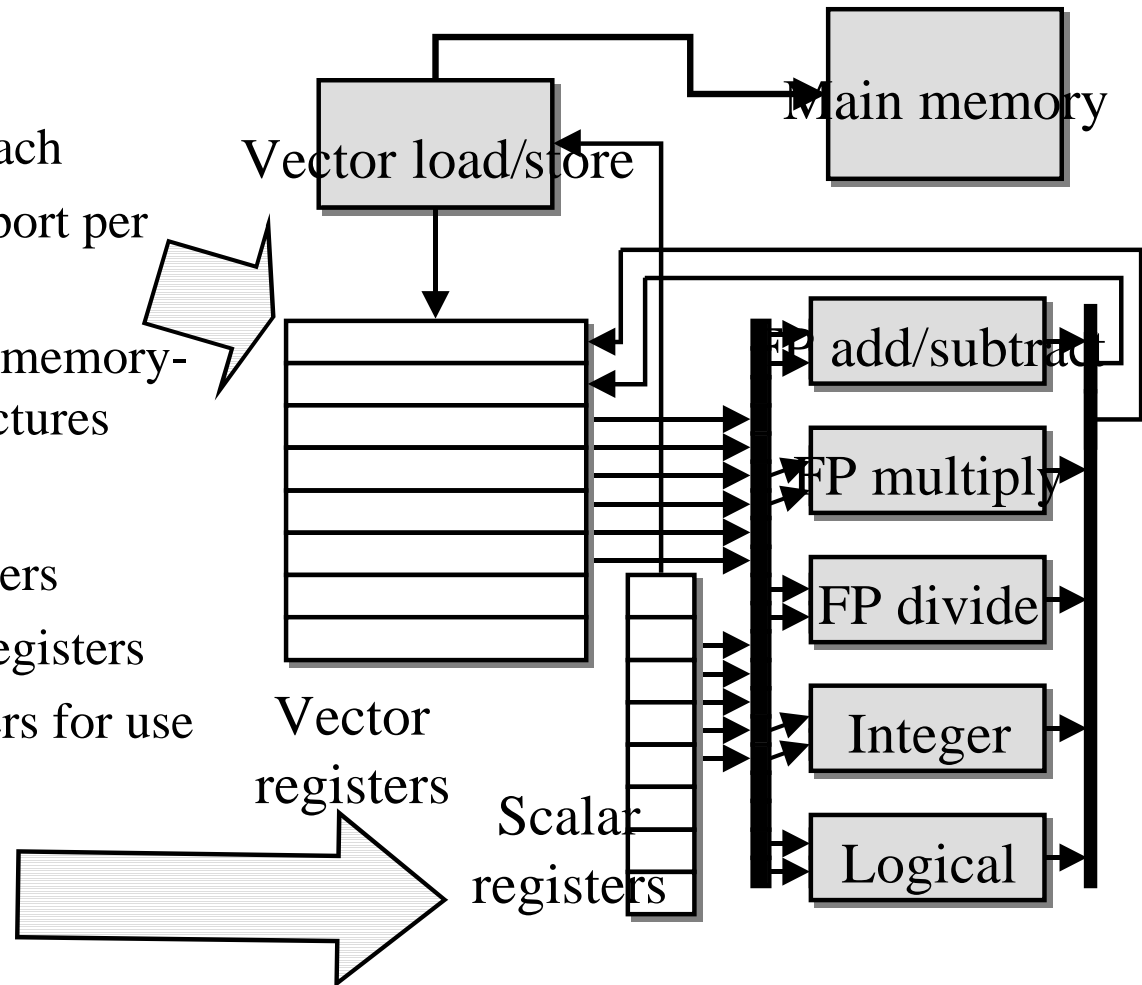 ach
port per
memory-
ctures
ers
egisters
ers for use
Main memory
Vector load/store
FP add/subtract
FP multiply
FP divide
Integer
Logical
Vector
registers
Scalar
registers